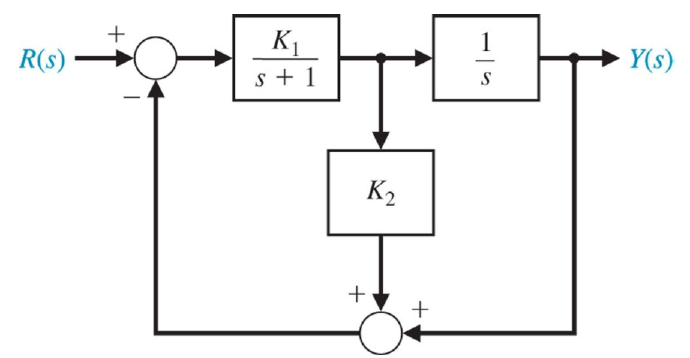 R(s)
+
−
K₁
s + 1
1
s
Y(s)
K₂
+
+